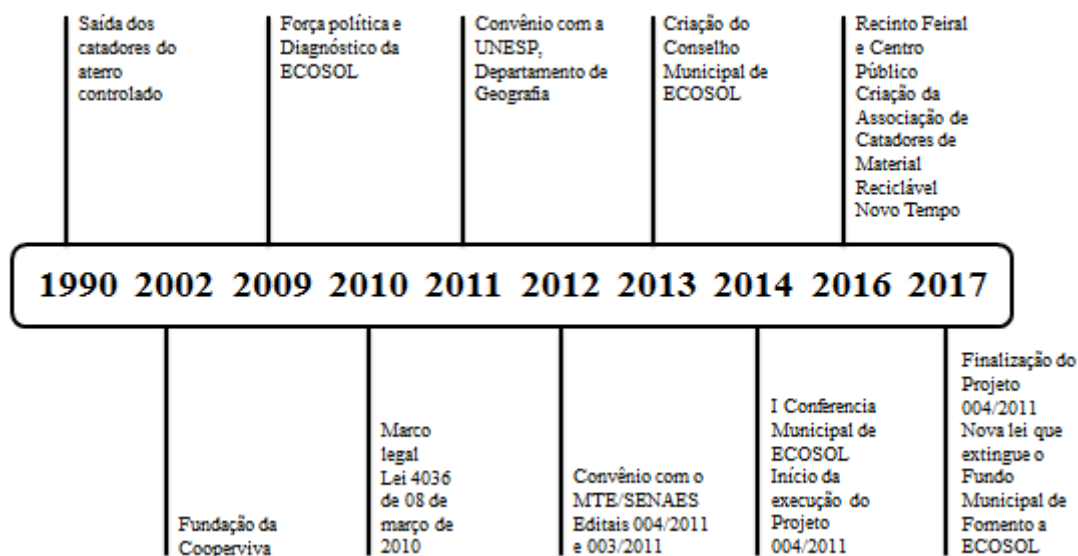 Saída dos
catadores do
aterro
controlado
Força política e
Diagnóstico da
ECOSOL
Convênio com a
UNESP,
Departamento de
Geografia
Criação do
Conselho
Municipal de
ECOSOL
Recinto Feiral
e Centro
Público
Criação da
Associação de
Catadores de
Material
Reciclável
Novo Tempo
1990 2002 2009 2010 2011 2012 2013 2014 2016 2017
Fundação da
Cooperviva
Marco
legal
Lei 4036
de 08 de
março de
2010
Convênio com o
MTE/SENAES
Editais 004/2011
e 003/2011
I Conferencia
Municipal de
ECOSOL
Início da
execução do
Projeto
004/2011
Finalização do
Projeto
004/2011
Nova lei que
extingue o
Fundo
Municipal de
Fomento a
ECOSOL